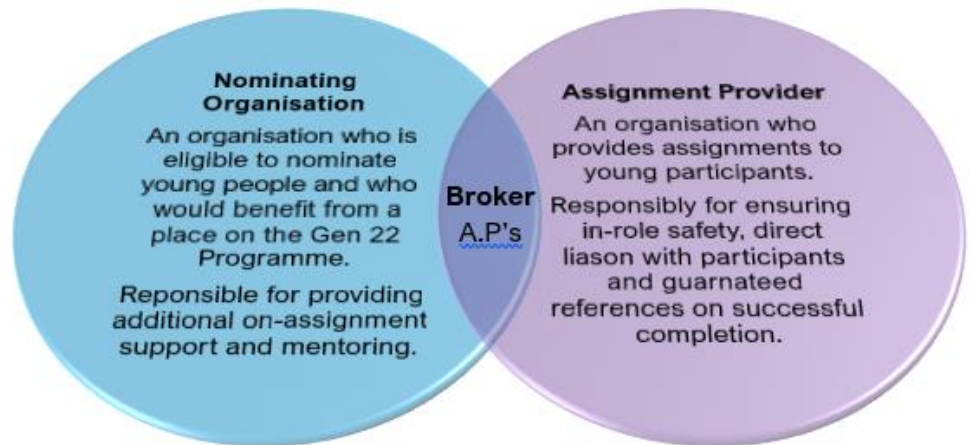 Nominating
Organisation
An organisation who is
eligible to nominate
young people and who
would benefit from a
place on the Gen 22
Programme.
Reponsible for providing
additional on-assignment
support and mentoring.
Broker
A.P's
Assignment Provider
An organisation who
provides assignments to
young participants.
Responsibly for ensuring
in-role safety, direct
liason with participants
and guarnateed
references on successful
completion.